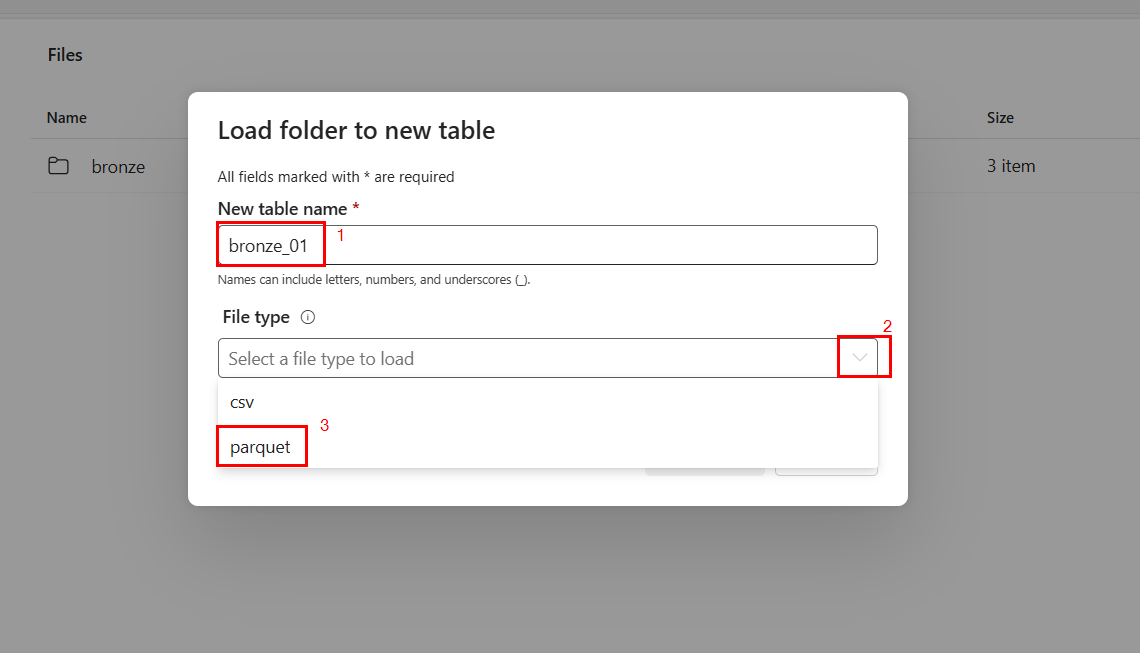 Files
Name
Size
bronze
3 item
Load folder to new table
All fields marked with * are required
New table name *
bronze_01
1
Names can include letters, numbers, and underscores (_).
File type
2
Select a file type to load
csv
3
parquet